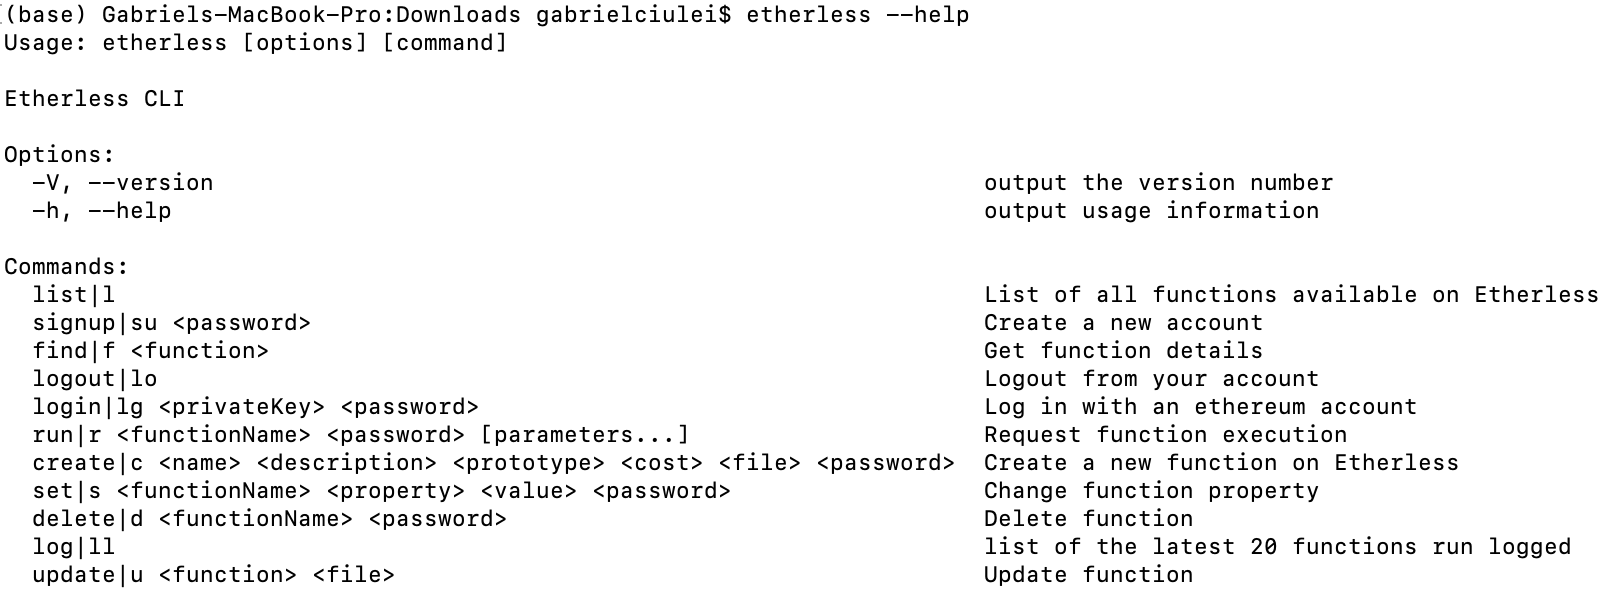 (base) Gabriels-MacBook-Pro:Downloads gabrielciulei$ etherless --help
Usage: etherless [options] [command]
Etherless CLI
Options:
-V, --version output the version number
-h, --help output usage information
Commands:
list|l List of all functions available on Etherless
signup|su <password> Create a new account
find|f <function> Get function details
logout|lo Logout from your account
login|lg <privateKey> <password> Log in with an ethereum account
run|r <functionName> <password> [parameters...] Request function execution
create|c <name> <description> <prototype> <cost> <file> <password> Create a new function on Etherless
set|s <functionName> <property> <value> <password> Change function property
delete|d <functionName> <password> Delete function
log|ll list of the latest 20 functions run logged
update|u <function> <file> Update function